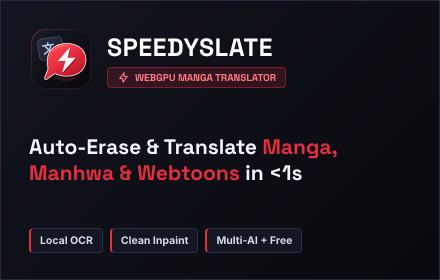 SPEEDYSLATE
WEBGPU MANGA TRANSLATOR
Auto-Erase & Translate Manga,
Manhwa & Webtoons in <1s
Local OCR
Clean Inpaint
Multi-AI + Free